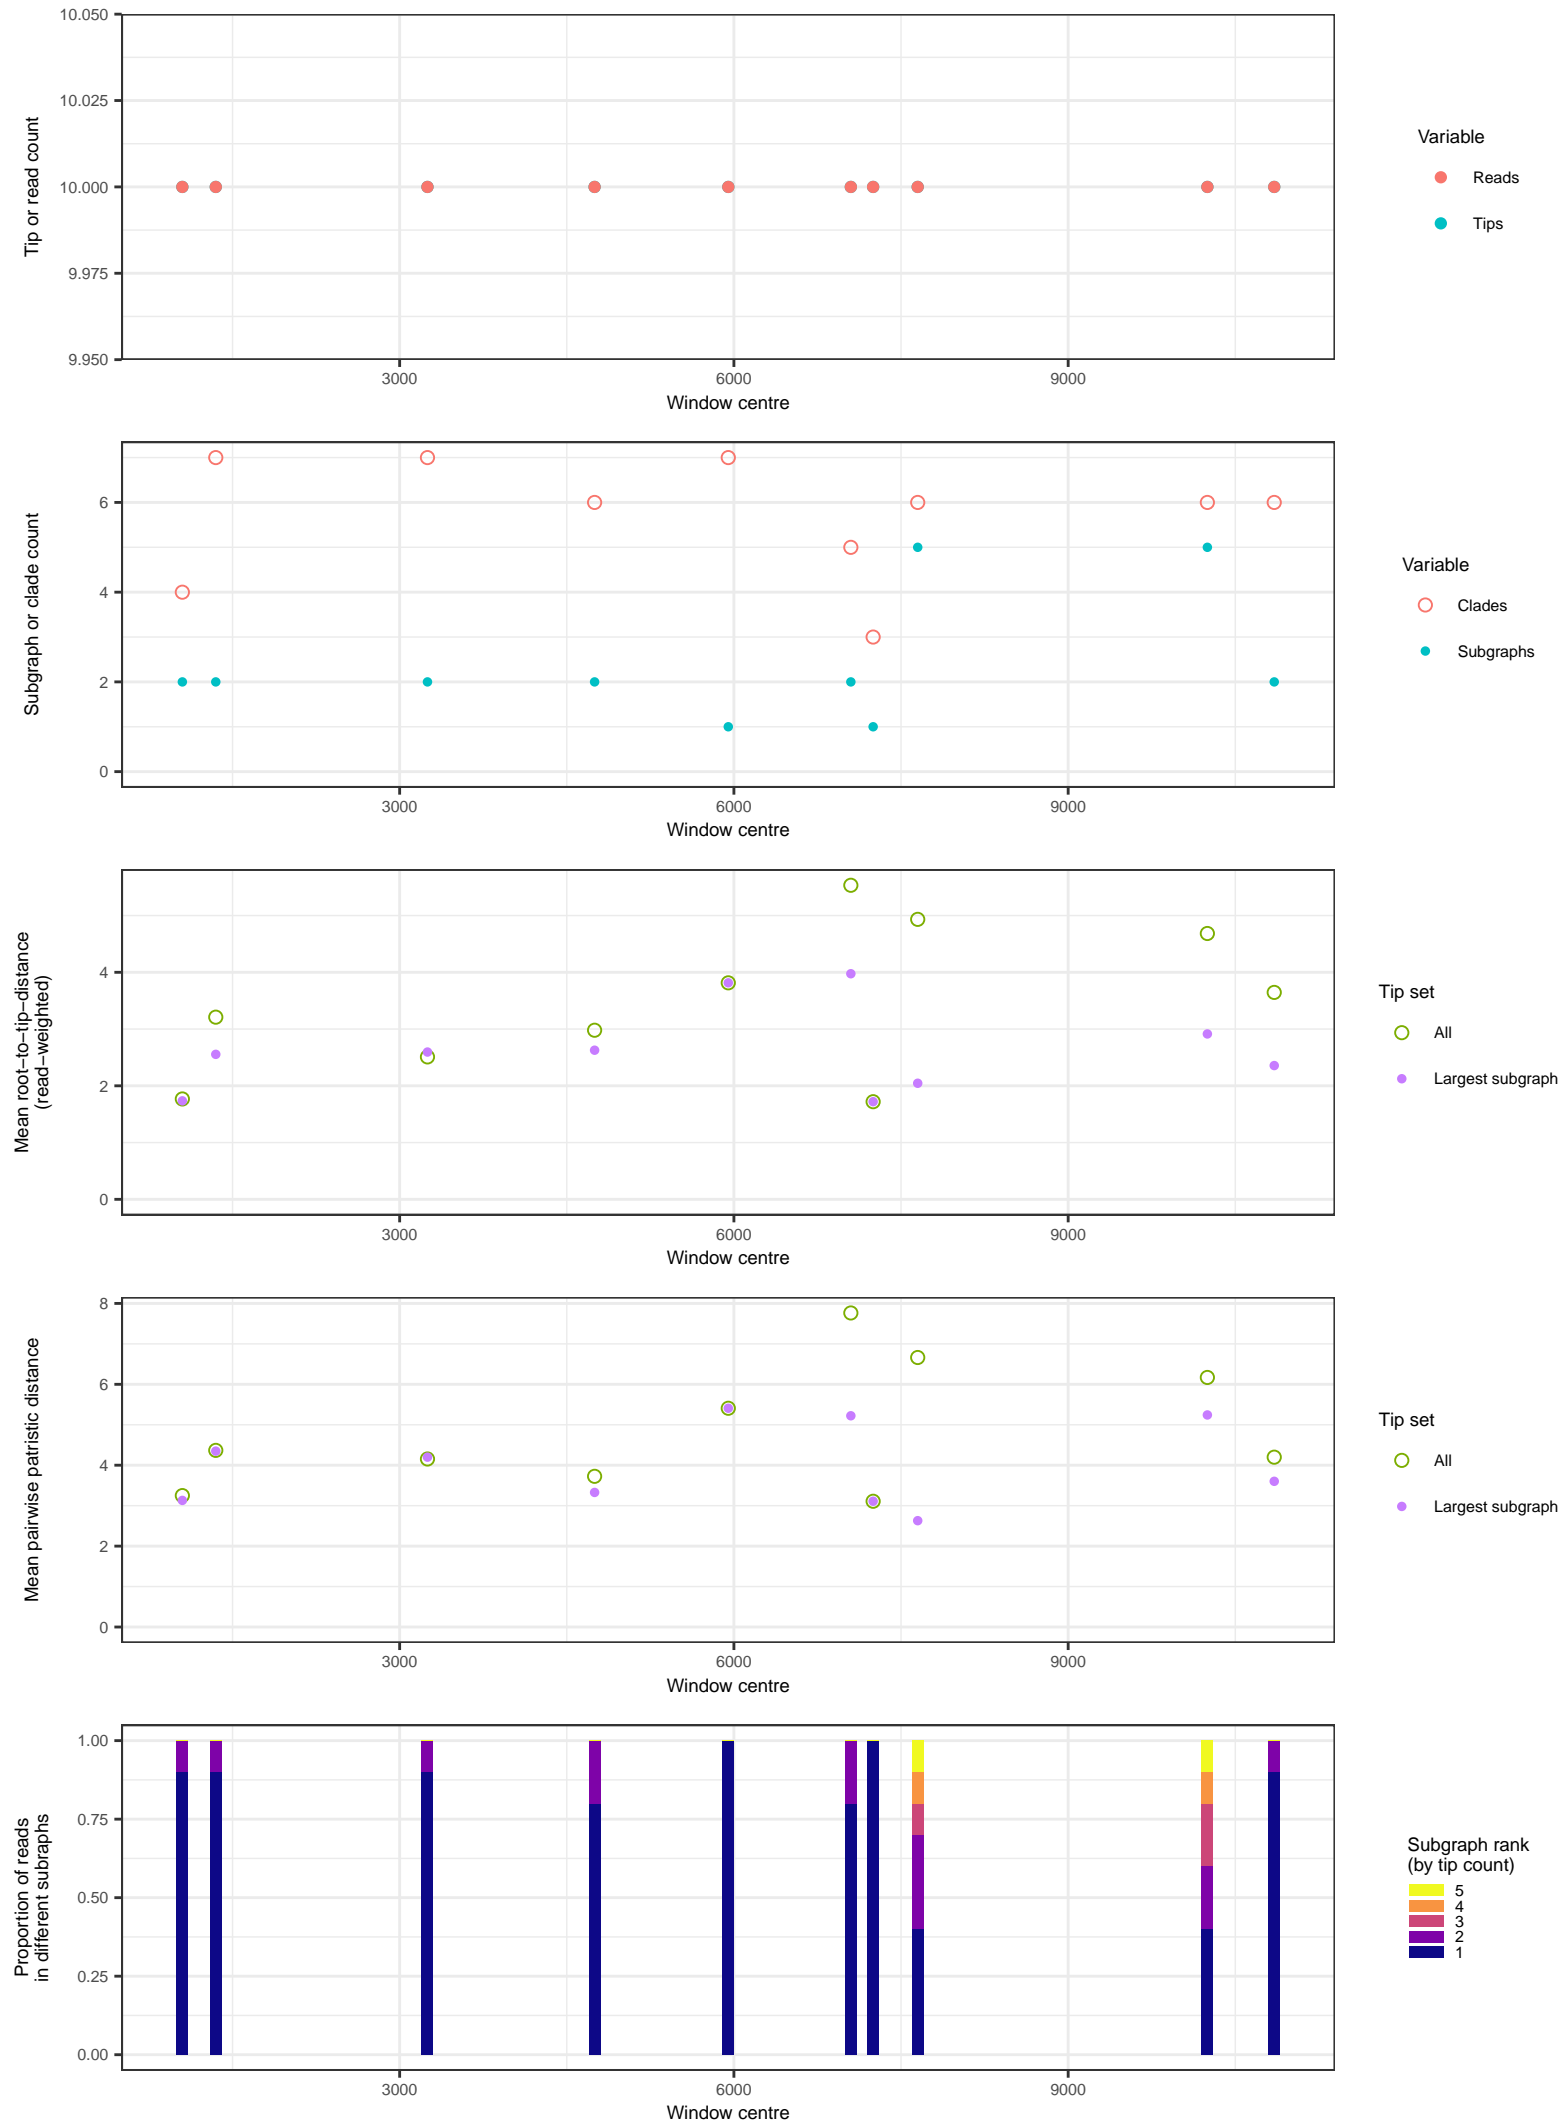 10.050
10.025
10.000
9.975
9.950
Tip or read count
3000
6000
9000
Window centre
Variable
Reads
Tips
6
4
2
0
Subgraph or clade count
3000
6000
9000
Window centre
Variable
Clades
Subgraphs
4
2
0
Mean root−to−tip−distance
(read−weighted)
3000
6000
9000
Window centre
Tip set
All
Largest subgraph
8
6
4
2
0
Mean pairwise patristic distance
3000
6000
9000
Window centre
Tip set
All
Largest subgraph
1.00
0.75
0.50
0.25
0.00
Proportion of reads
in different subraphs
3000
6000
9000
Window centre
Subgraph rank
(by tip count)
5
4
3
2
1